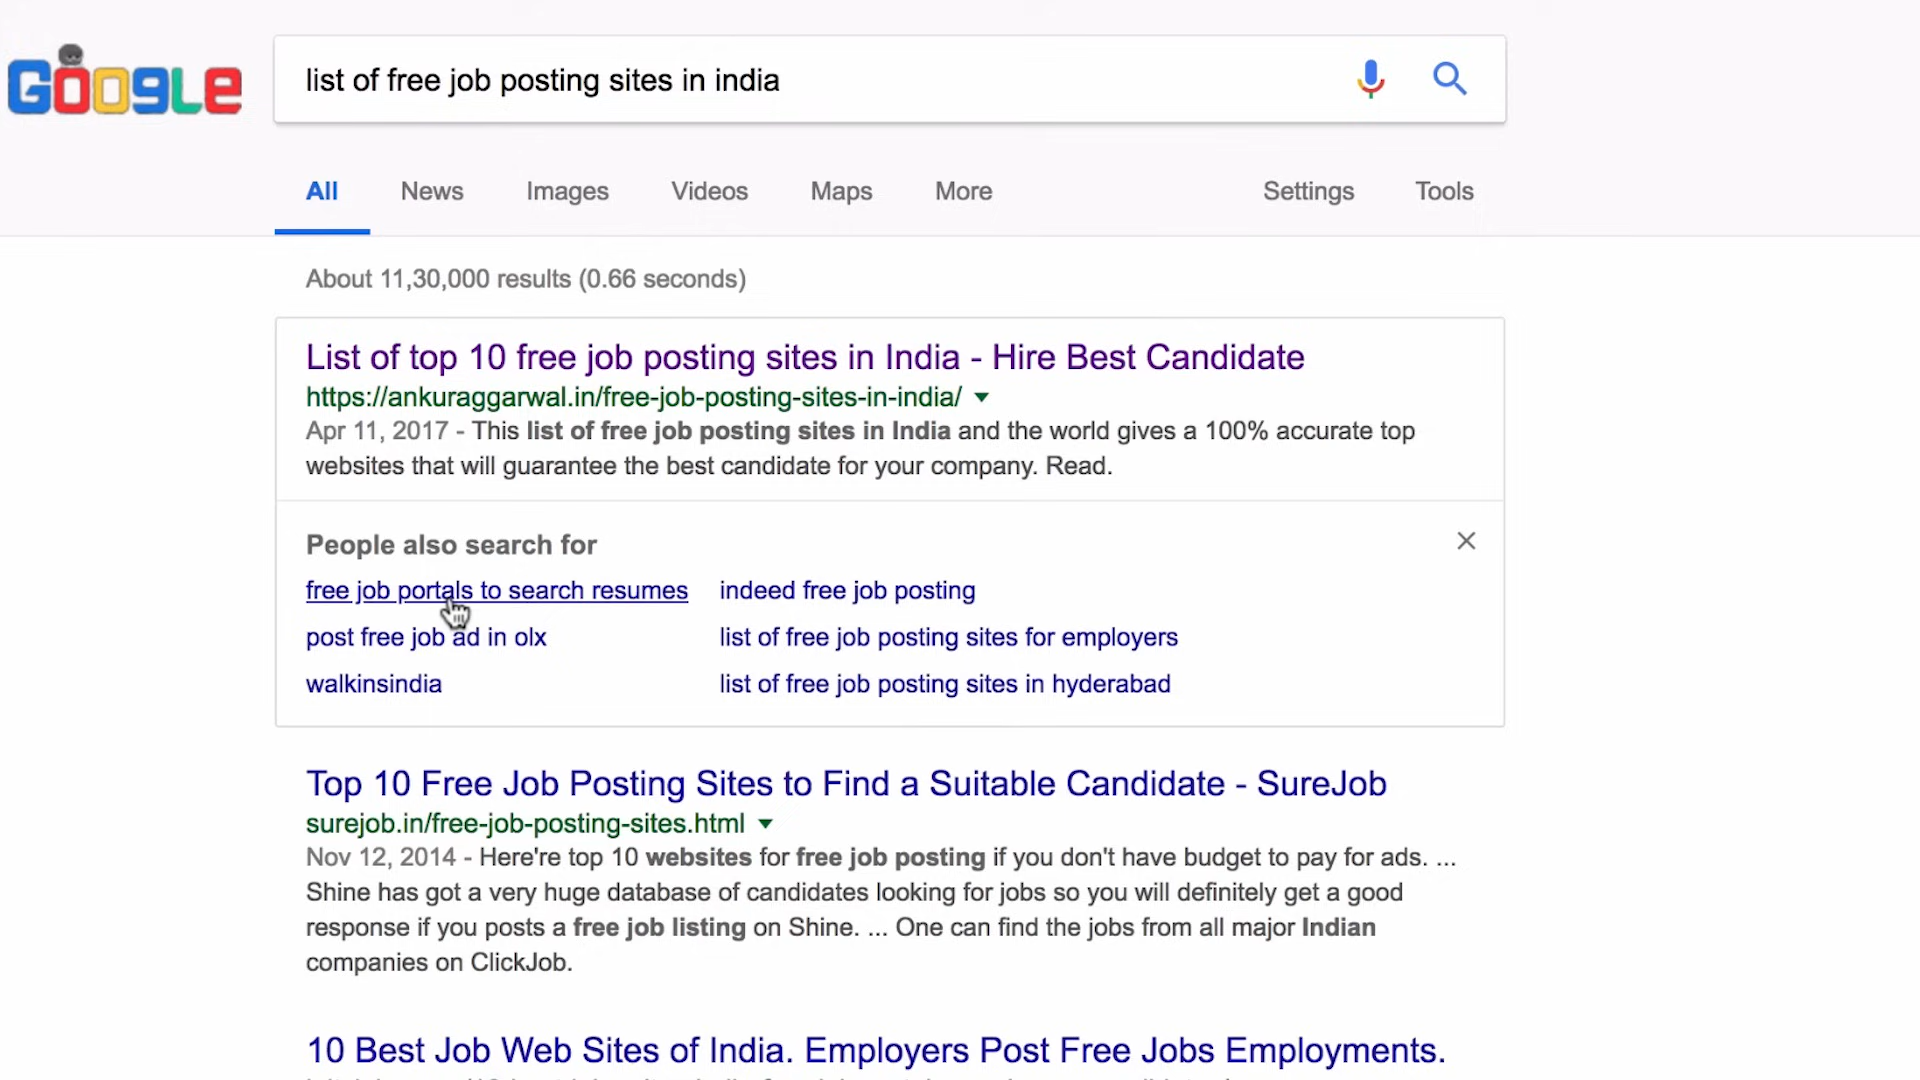 Google
list of free job posting sites in india
All News Images Videos Maps More Settings Tools
About 11,30,000 results (0.66 seconds)
List of top 10 free job posting sites in India - Hire Best Candidate
https://ankuraggarwal.in/free-job-posting-sites-in-india/
Apr 11, 2017 - This list of free job posting sites in India and the world gives a 100% accurate top
websites that will guarantee the best candidate for your company. Read.
People also search for
free job portals to search resumes indeed free job posting
post free job ad in olx list of free job posting sites for employers
walkinsindia list of free job posting sites in hyderabad
Top 10 Free Job Posting Sites to Find a Suitable Candidate - SureJob
surejob.in/free-job-posting-sites.html
Nov 12, 2014 - Here're top 10 websites for free job posting if you don't have budget to pay for ads. ...
Shine has got a very huge database of candidates looking for jobs so you will definitely get a good
response if you posts a free job listing on Shine. ... One can find the jobs from all major Indian
companies on ClickJob.
10 Best Job Web Sites of India. Employers Post Free Jobs Employments.